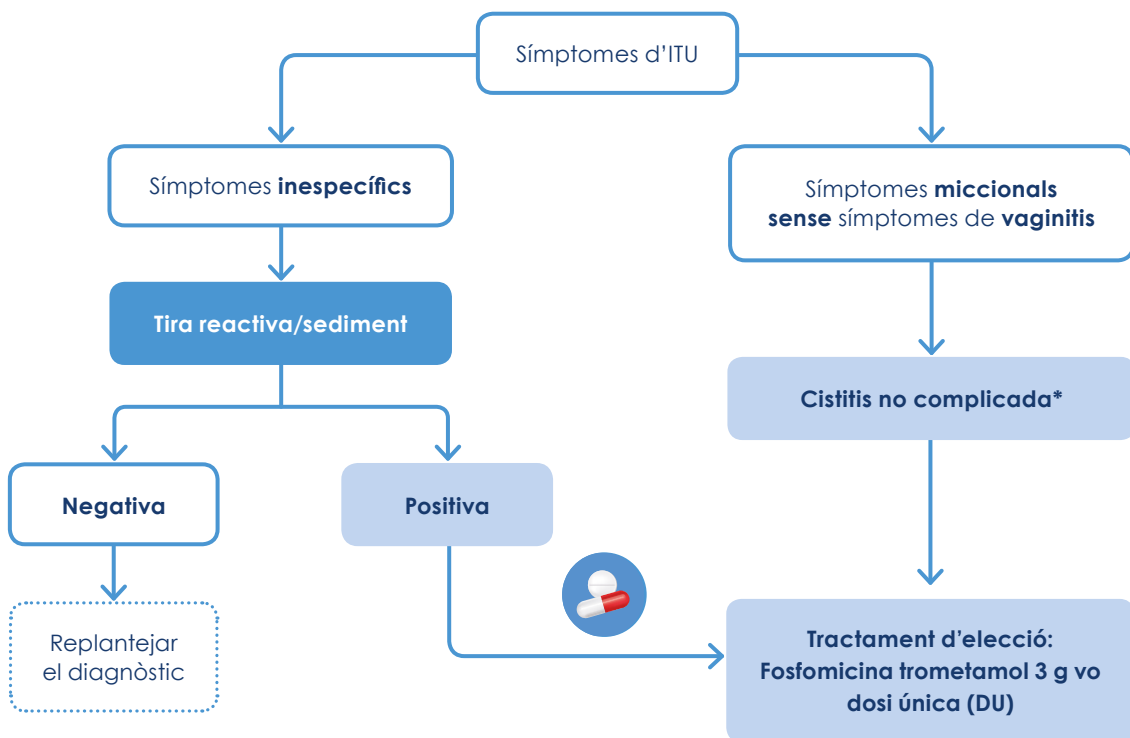 Símptomes d’ITU
Símptomes inespecífics
Símptomes miccionals
sense símptomes de vaginitis
Tira reactiva/sediment
Cistitis no complicada*
Negativa
Positiva
Replantejar
el diagnòstic
Tractament d’elecció:
Fosfomicina trometamol 3 g vo
dosi única (DU)